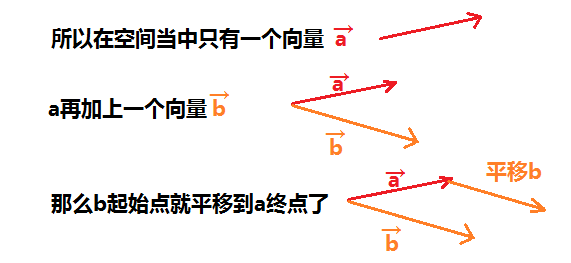 所以在空间当中只有一个向量 a
a再加上一个向量 b
a
b
那么b起始点就平移到a终点了
a
平移b
b